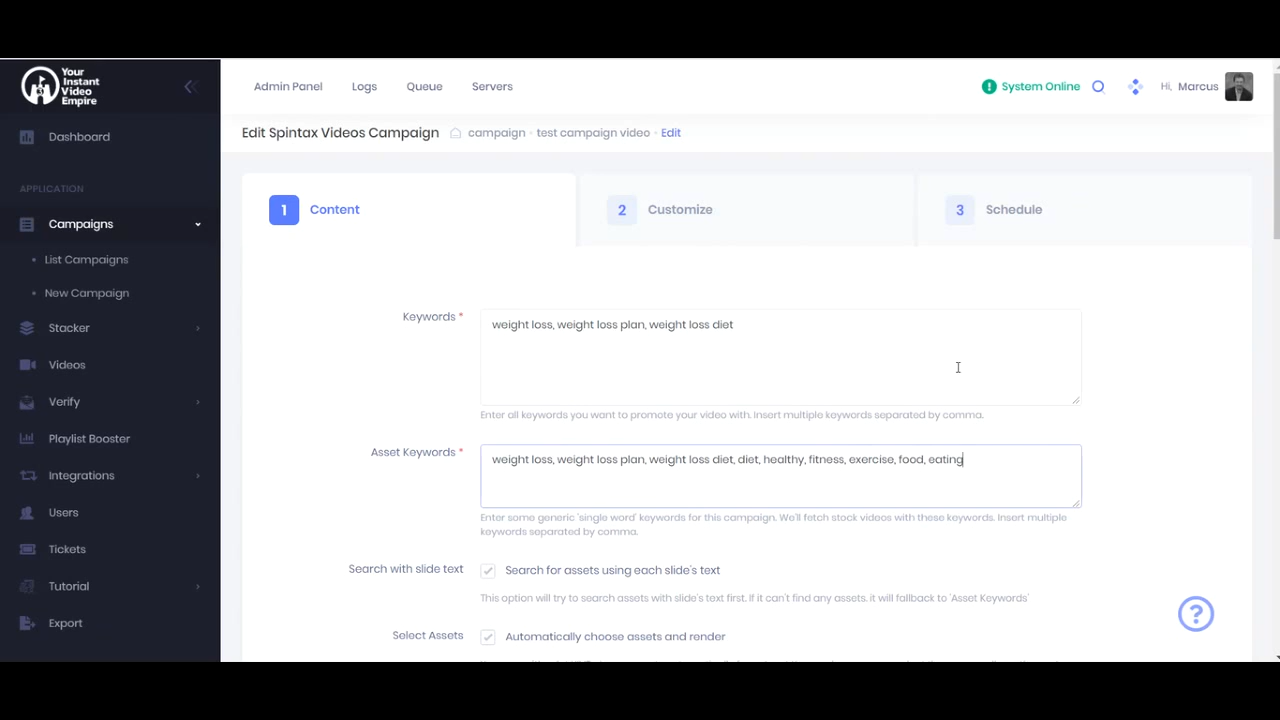 Your
Instant
Video
Empire
Admin Panel Logs Queue Servers
System Online
Hi, Marcus
Dashboard
Edit Spintax Videos Campaign campaign test campaign video Edit
APPLICATION
Campaigns
List Campaigns
New Campaign
Stacker
Videos
Verify
Playlist Booster
Integrations
Users
Tickets
Tutorial
Export
1 Content
2 Customize
3 Schedule
Keywords *
weight loss, weight loss plan, weight loss diet
Enter all keywords you want to promote your video with. Insert multiple keywords separated by comma.
Asset Keywords *
weight loss, weight loss plan, weight loss diet, diet, healthy, fitness, exercise, food, eating
Enter some generic 'single word' keywords for this campaign. We'll fetch stock videos with these keywords. Insert multiple
keywords separated by comma.
Search with slide text
Search for assets using each slide's text
This option will try to search assets with slide's text first. If it can't find any assets, it will fallback to 'Asset Keywords'
Select Assets
Automatically choose assets and render